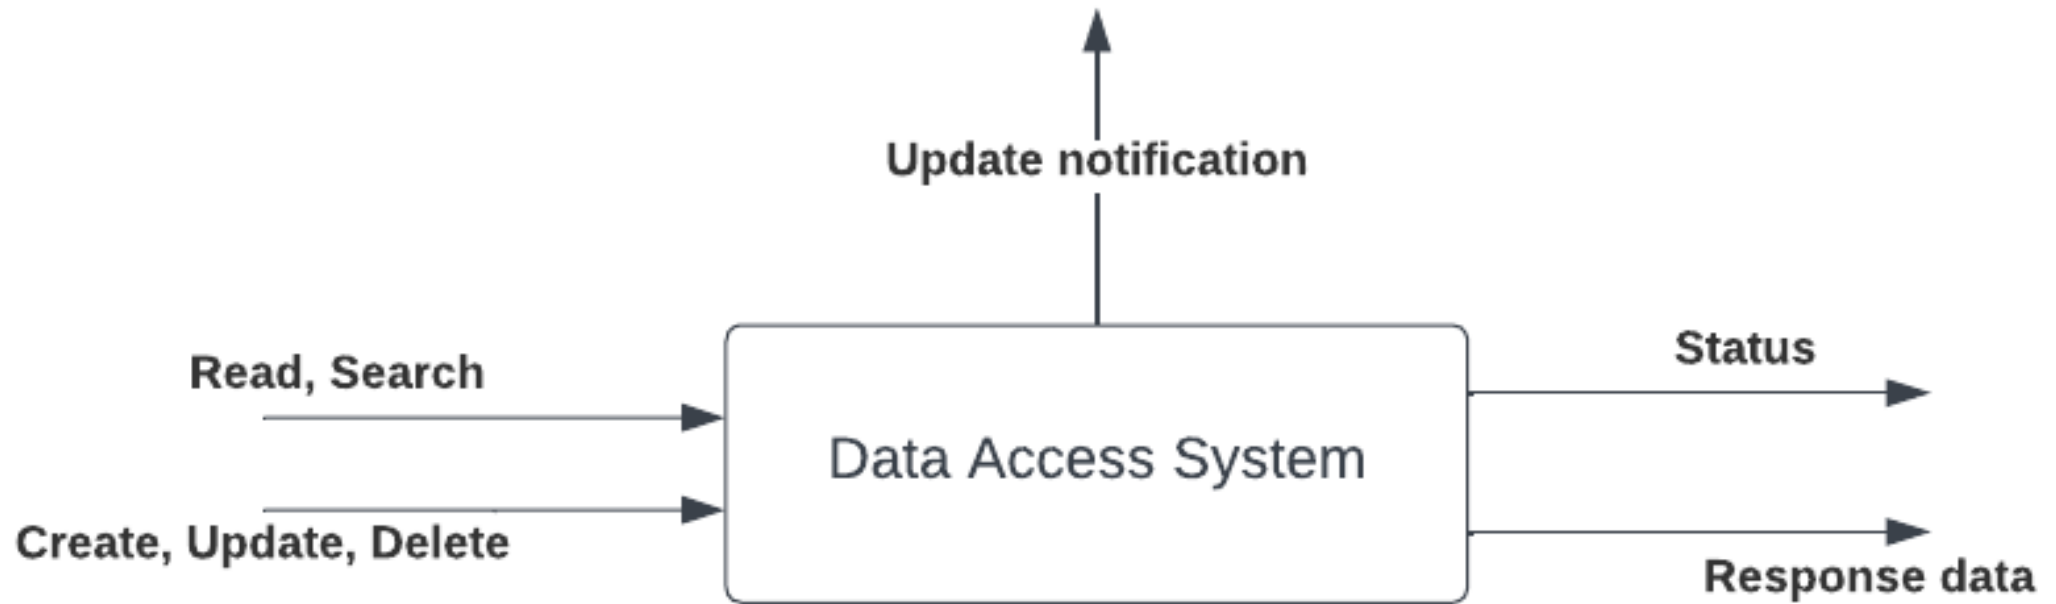 Update notification
Read, Search
Status
Data Access System
Create, Update, Delete
Response data